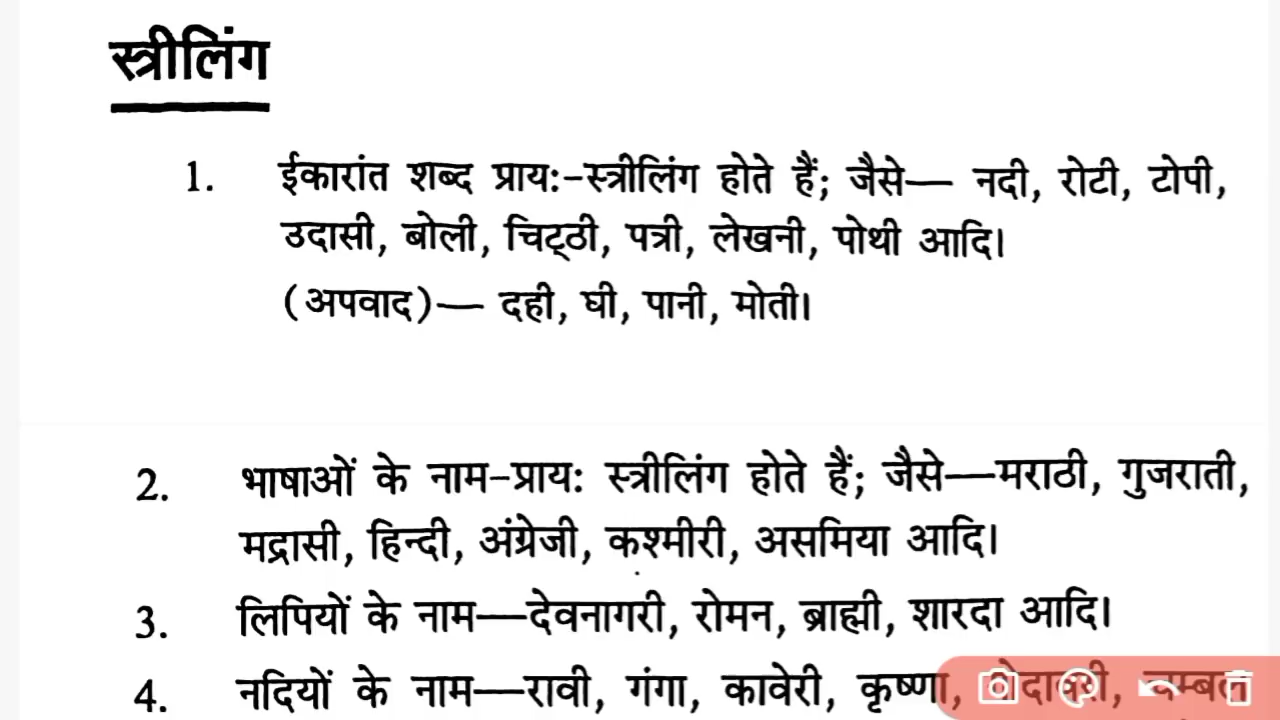 स्त्रीलिंग
1. ईकारांत शब्द प्राय:-स्त्रीलिंग होते हैं; जैसे— नदी, रोटी, टोपी,
उदासी, बोली, चिट्ठी, पत्री, लेखनी, पोथी आदि।
(अपवाद)— दही, घी, पानी, मोती।
2. भाषाओं के नाम-प्राय: स्त्रीलिंग होते हैं; जैसे—मराठी, गुजराती,
मद्रासी, हिन्दी, अंग्रेजी, कश्मीरी, असमिया आदि।
3. लिपियों के नाम—देवनागरी, रोमन, ब्राह्मी, शारदा आदि।
4. नदियों के नाम—रावी, गंगा, कावेरी, कृष्णा,